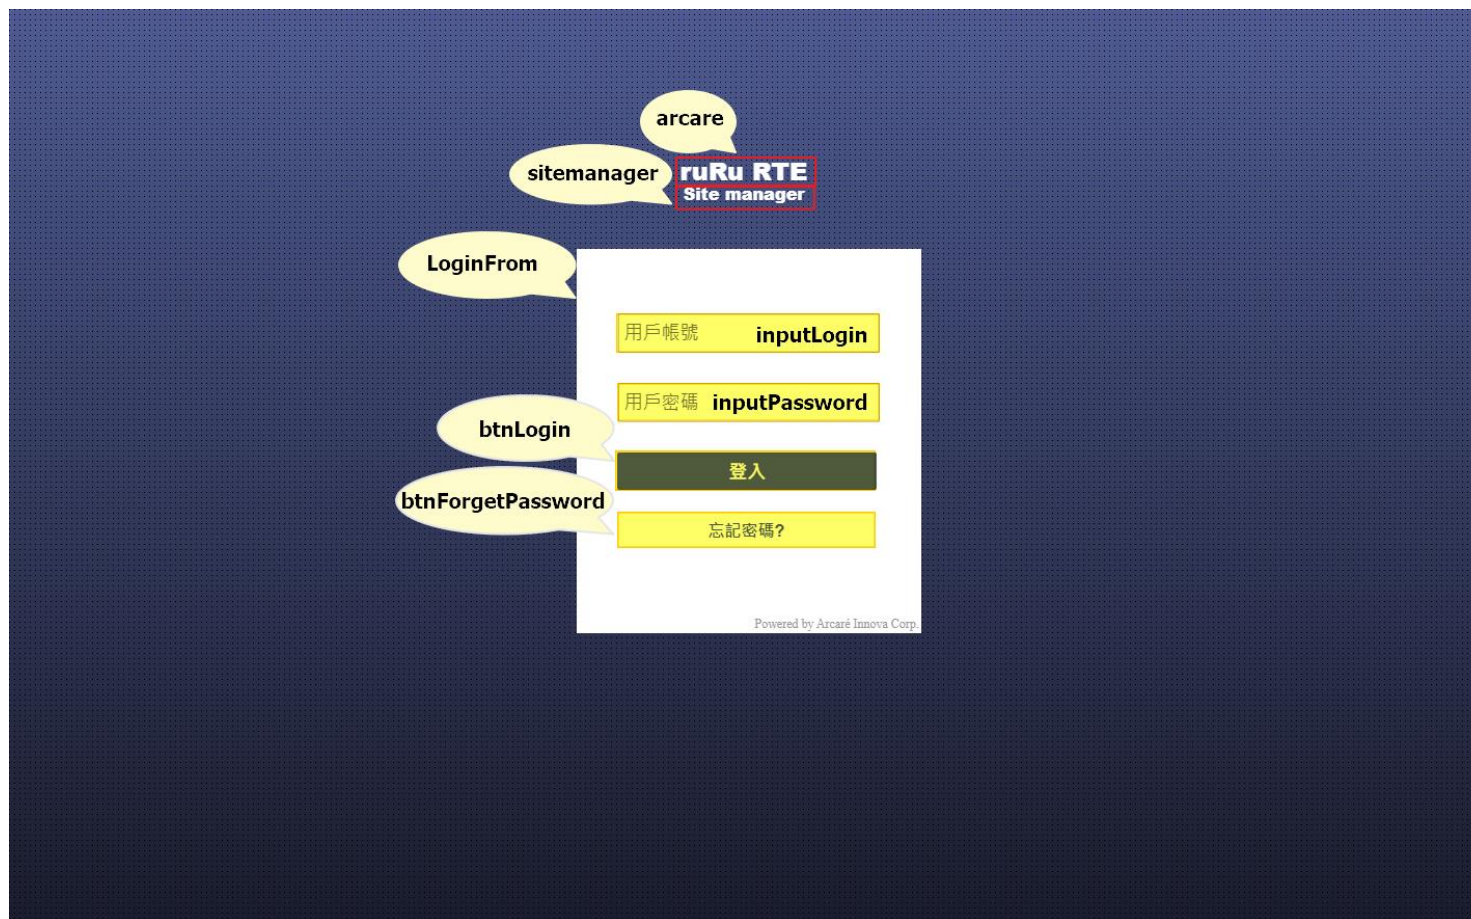 arcare
sitemanager
ruRu RTE
Site manager
LoginFrom
用戶帳號 inputLogin
用戶密碼 inputPassword
btnLogin
登入
btnForgetPassword
忘記密碼?
Powered by Arcaré Innova Corp.